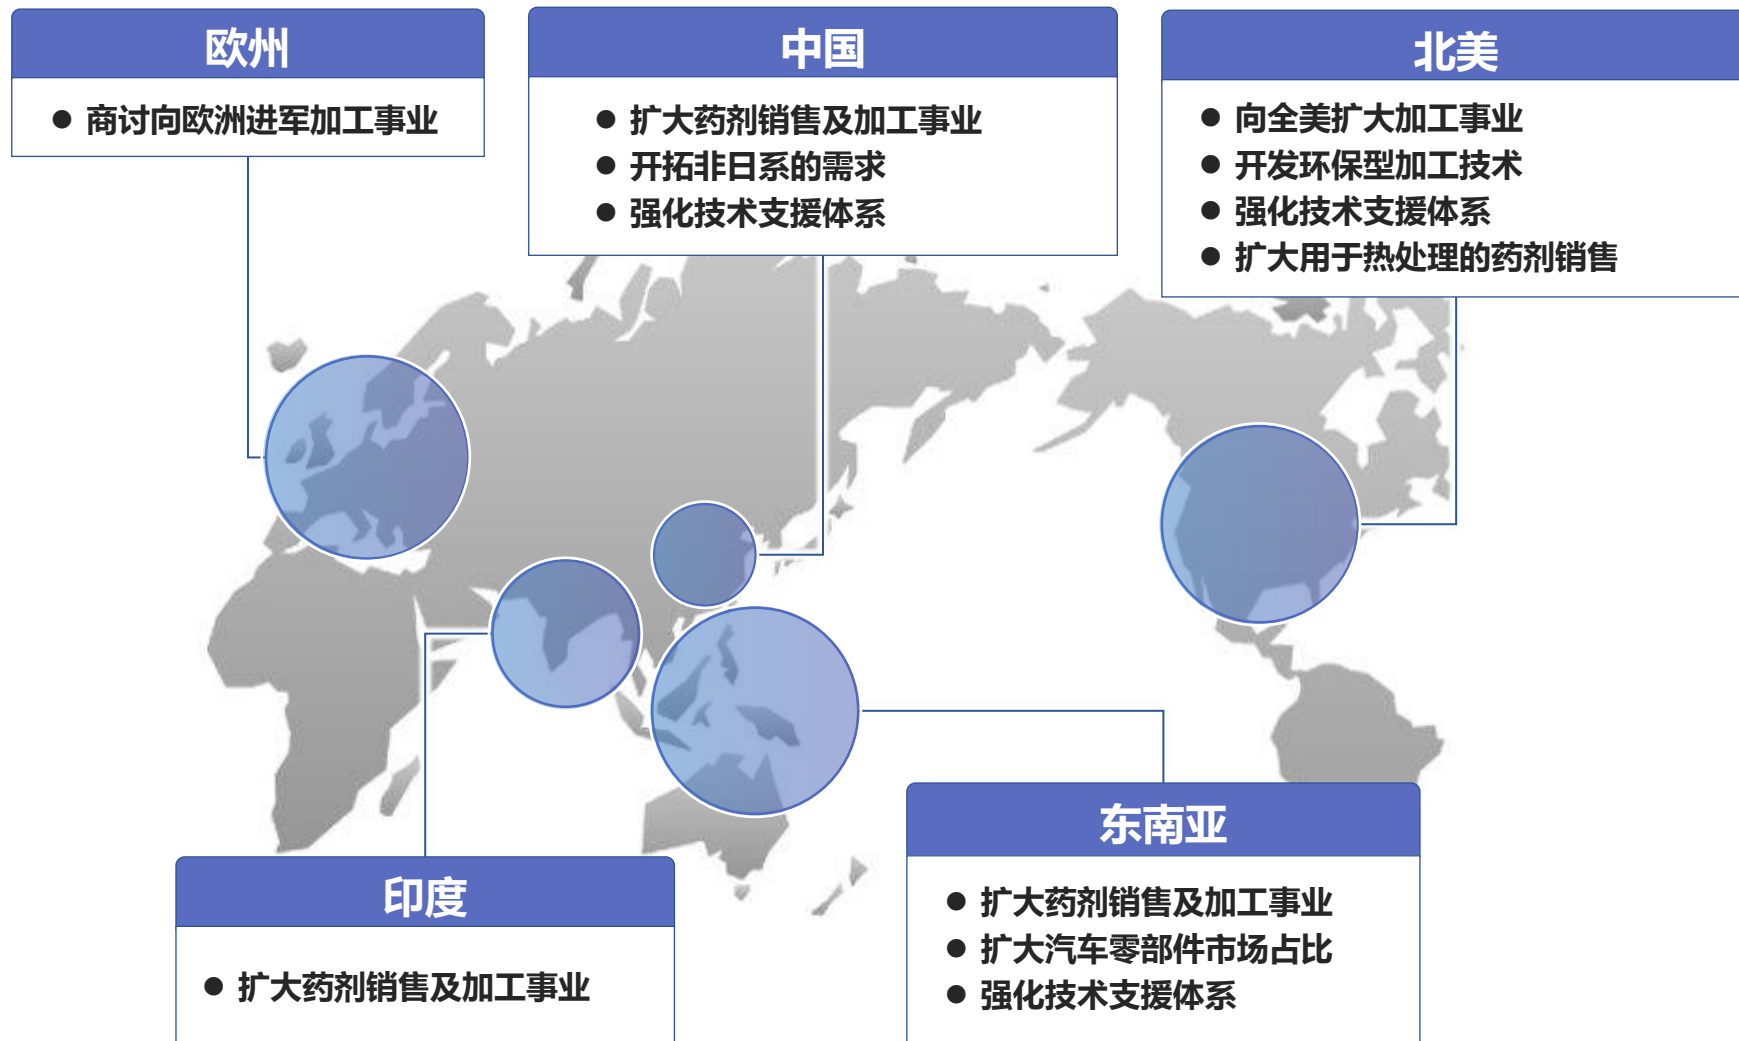 欧州
● 商讨向欧洲进军加工事业
中国
● 扩大药剂销售及加工事业
● 开拓非日系的需求
● 强化技术支援体系
北美
● 向全美扩大加工事业
● 开发环保型加工技术
● 强化技术支援体系
● 扩大用于热处理的药剂销售
印度
● 扩大药剂销售及加工事业
东南亚
● 扩大药剂销售及加工事业
● 扩大汽车零部件市场占比
● 强化技术支援体系